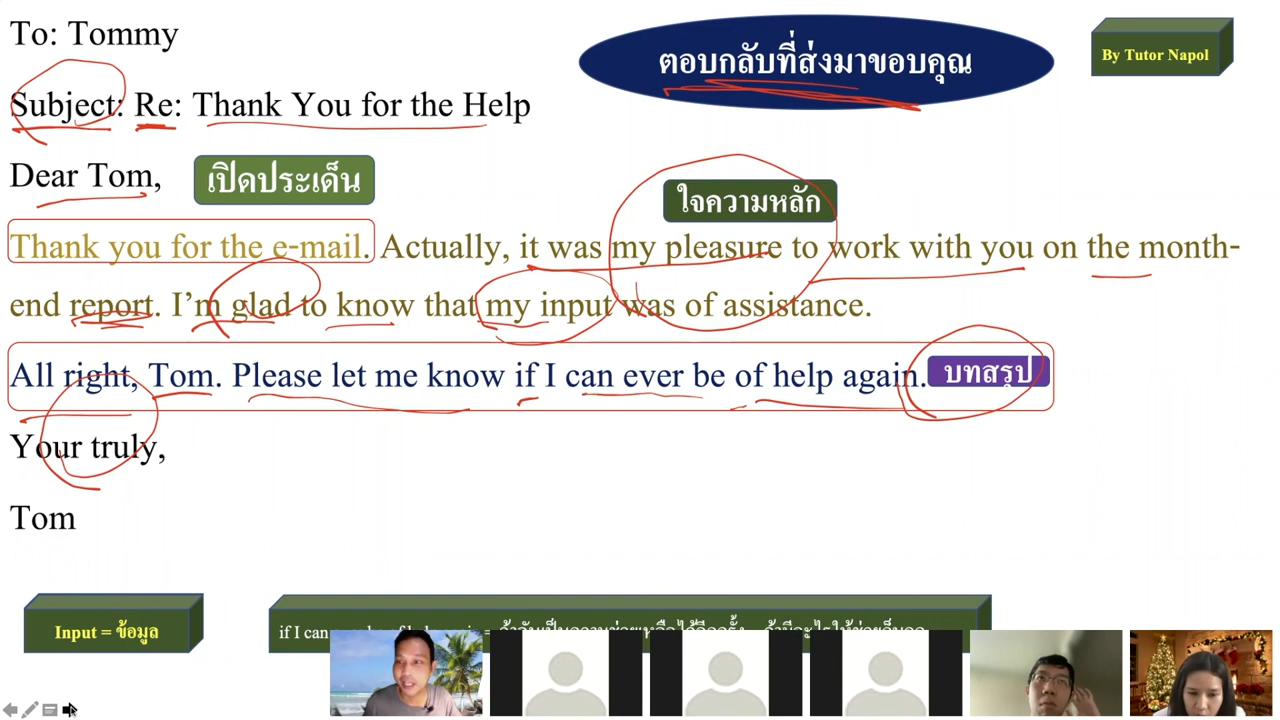 To: Tommy
ตอบกลับที่ส่งมาขอบคุณ
By Tutor Napol
Subject: Re: Thank You for the Help
Dear Tom,
เปิดประเด็น
ใจความหลัก
Thank you for the e-mail. Actually, it was my pleasure to work with you on the month-
end report. I’m glad to know that my input was of assistance.
All right, Tom. Please let me know if I can ever be of help again.
บทสรุป
Your truly,
Tom
Input = ข้อมูล
if I can